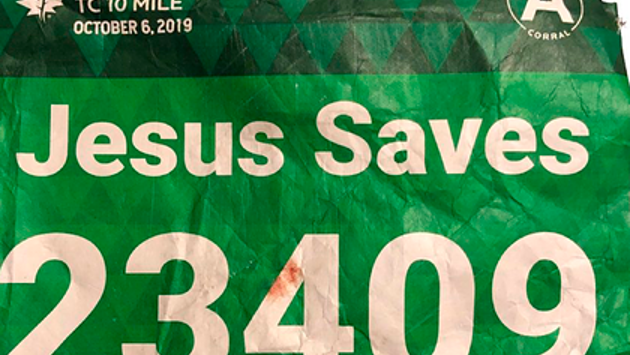 TC 10 MILE
OCTOBER 6, 2019
A
CORRAL
Jesus Saves
23409